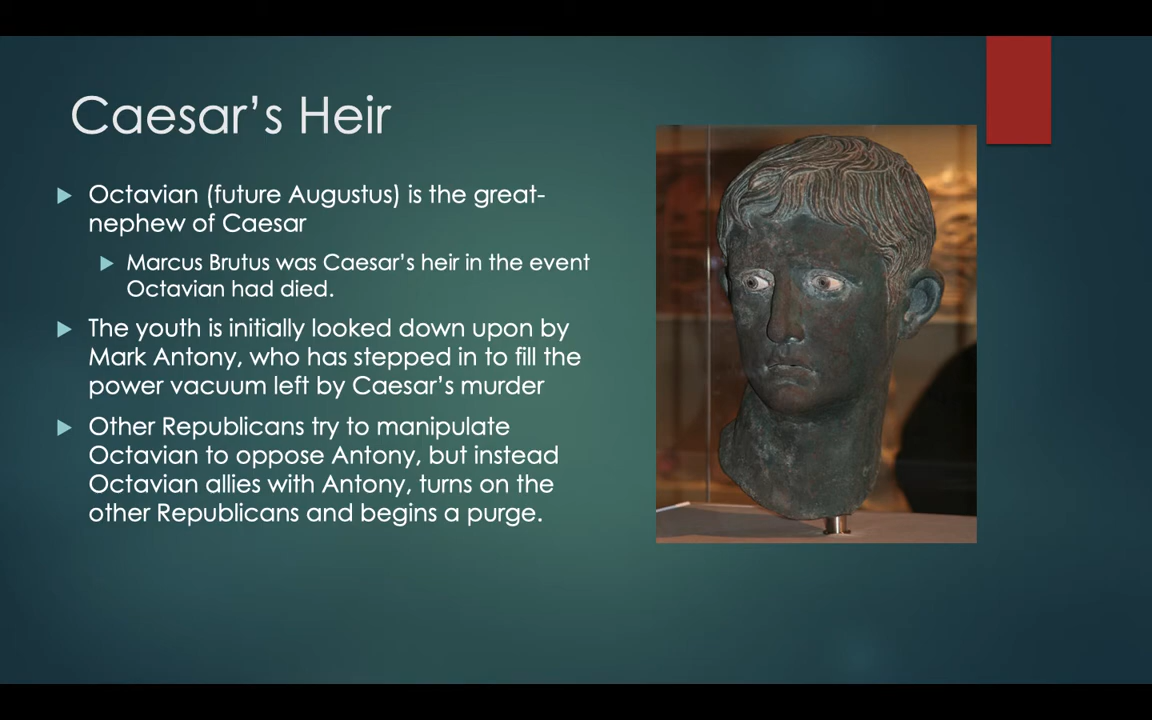 Caesar's Heir
Octavian (future Augustus) is the great-
nephew of Caesar
Marcus Brutus was Caesar's heir in the event
Octavian had died.
The youth is initially looked down upon by
Mark Antony, who has stepped in to fill the
power vacuum left by Caesar's murder
Other Republicans try to manipulate
Octavian to oppose Antony, but instead
Octavian allies with Antony, turns on the
other Republicans and begins a purge.